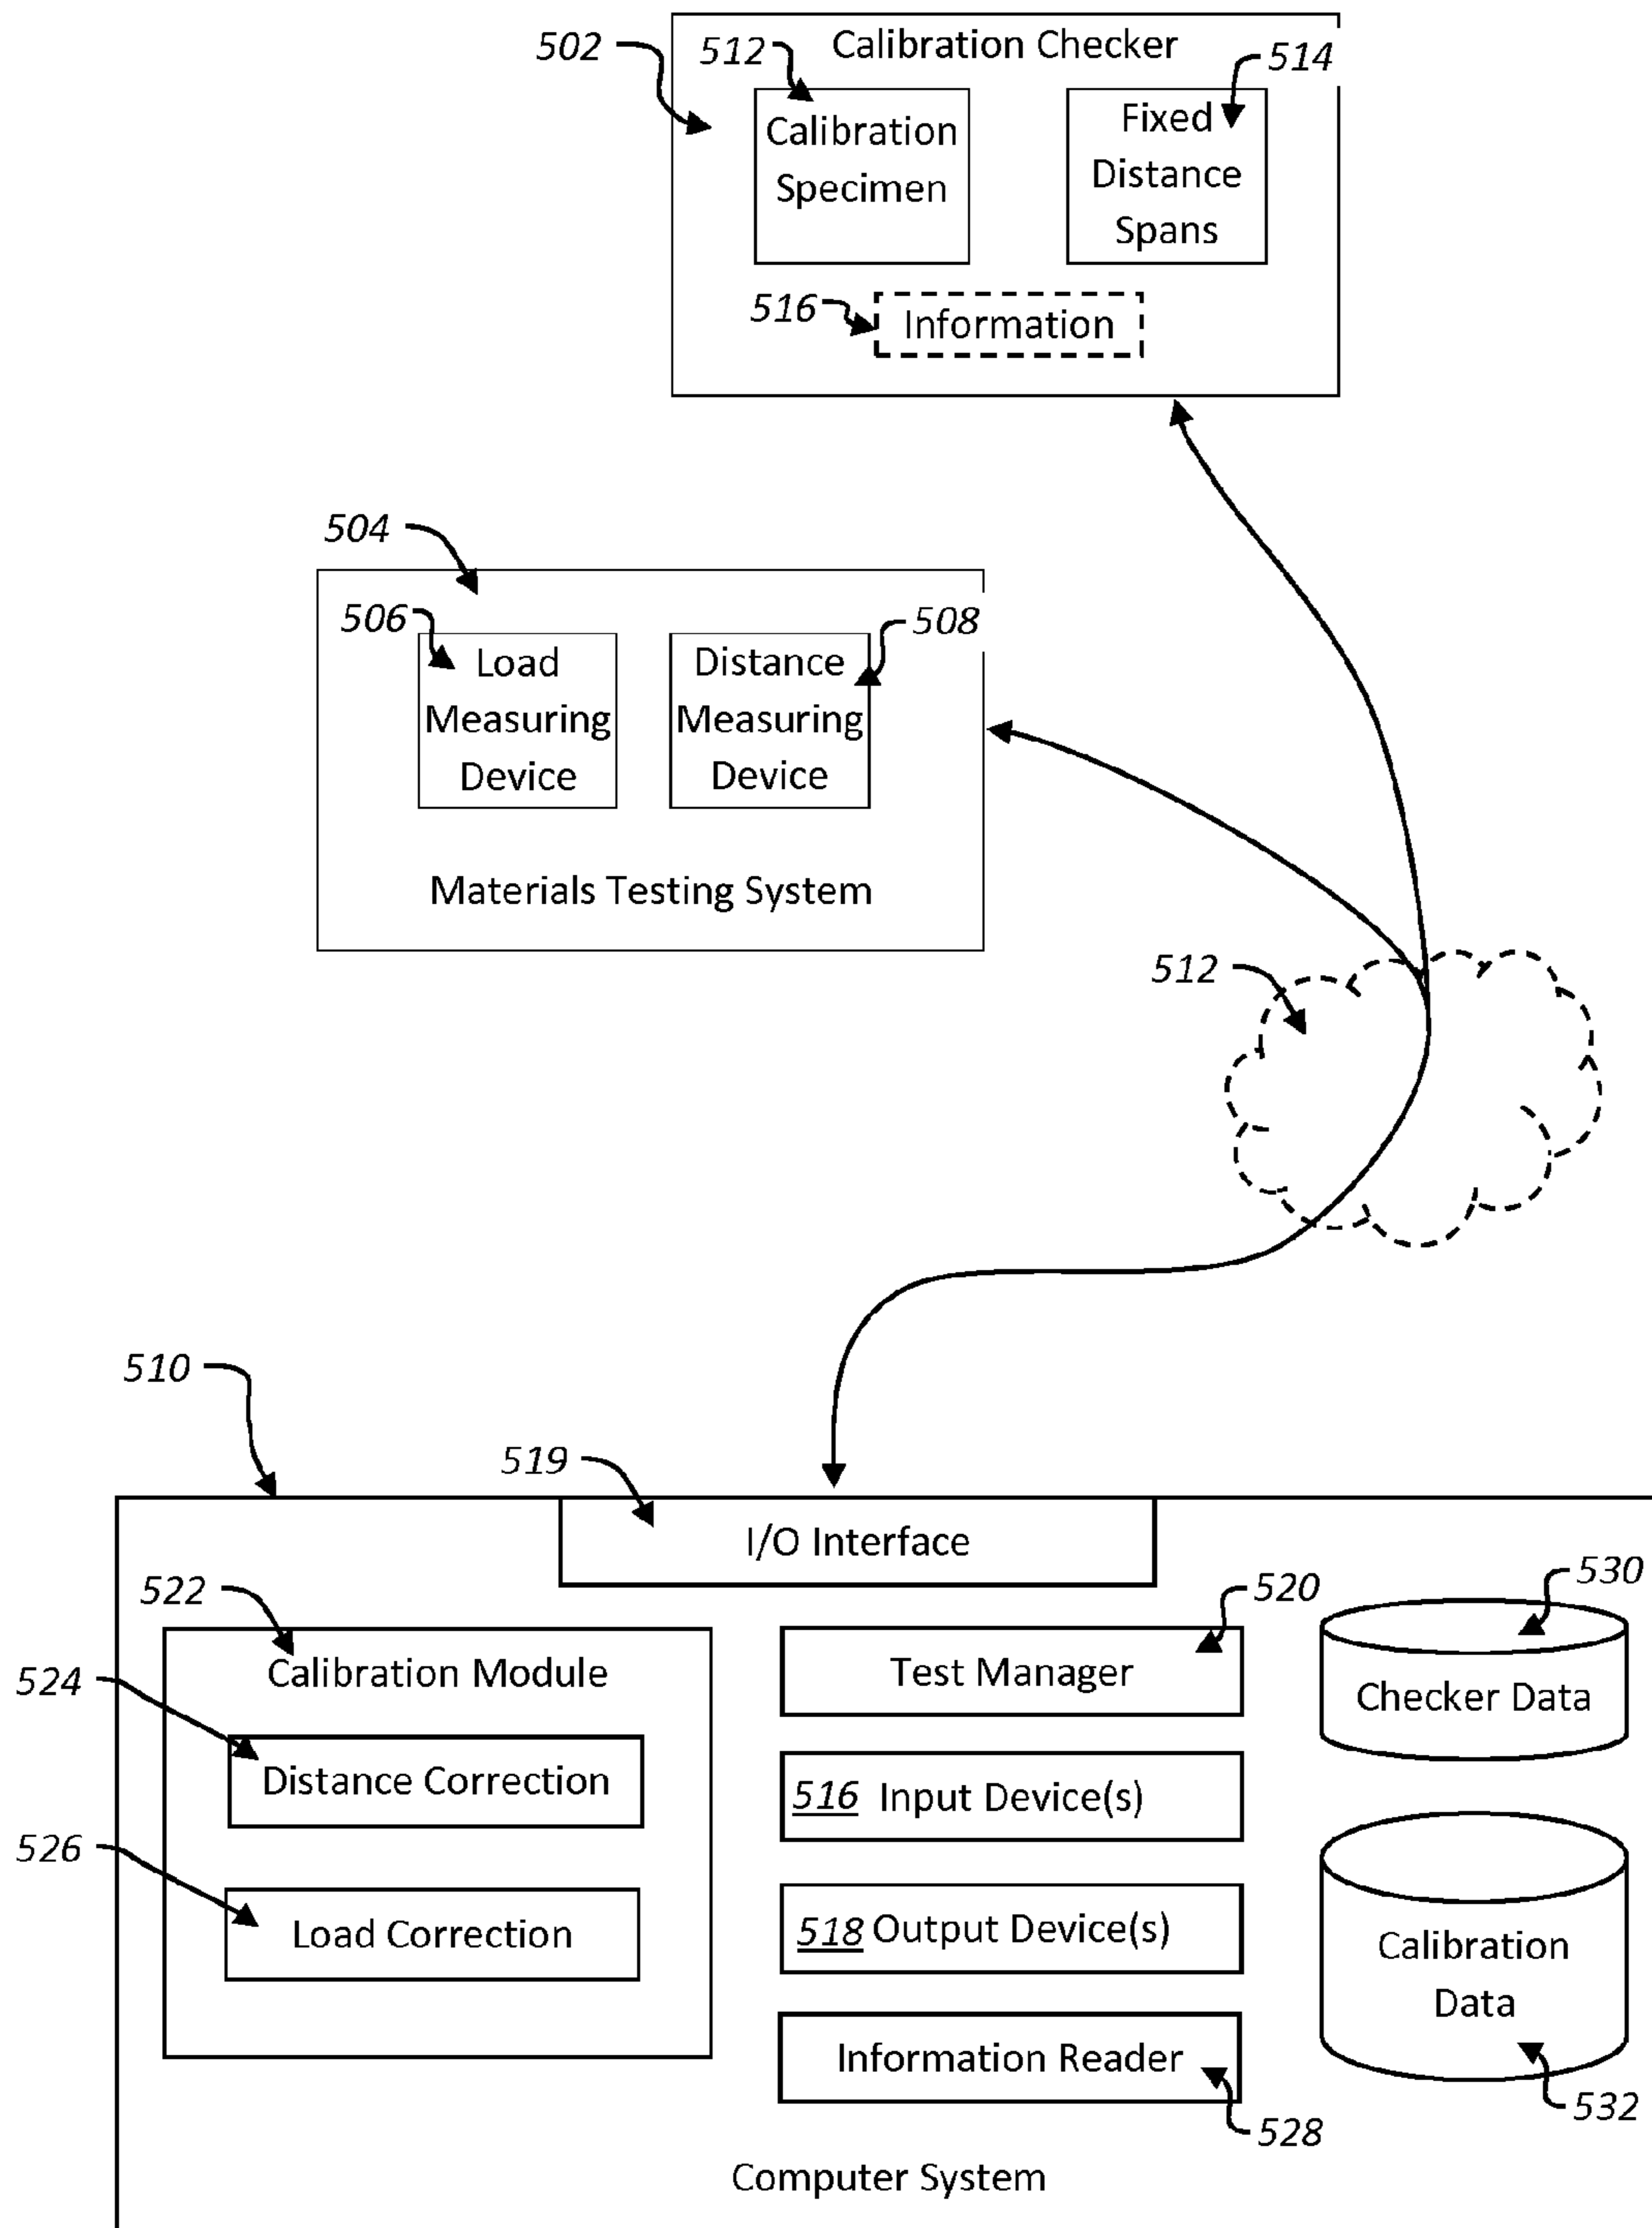 502
512
Calibration Checker
514
Calibration
Specimen
Fixed
Distance
Spans
516
Information
504
506
508
Load
Measuring
Device
Distance
Measuring
Device
Materials Testing System
512
510
519
I/O Interface
522
Calibration Module
524
Distance Correction
526
Load Correction
520
Test Manager
516 Input Device(s)
518 Output Device(s)
Information Reader
528
530
Checker Data
Calibration
Data
532
Computer System